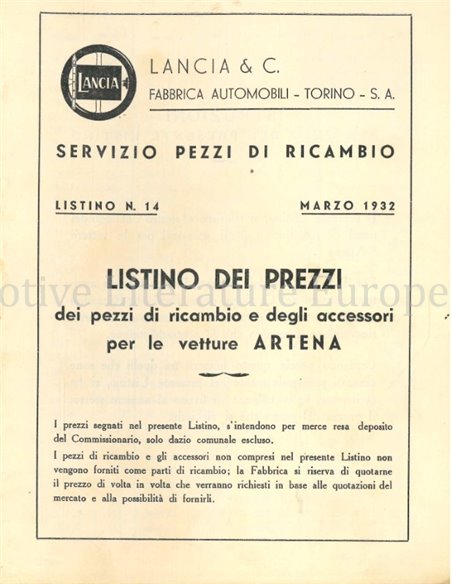 LANCIA
LANCIA & C.
FABBRICA AUTOMOBILI - TORINO - S. A.
SERVIZIO PEZZI DI RICAMBIO
LISTINO N. 14 MARZO 1932
LISTINO DEI PREZZI
otive Literature Europe
dei pezzi di ricambio e degli accessori
per le vetture ARTENA
I prezzi segnati nel presente Listino, s'intendono per merce resa deposito
del Commissionario, solo dazio comunale escluso.
I pezzi di ricambio e gli accessori non compresi nel presente Listino non
vengono forniti come parti di ricambio; la Fabbrica si riserva di quotarne
il prezzo di volta in volta che verranno richiesti in base alle quotazioni del
mercato e alla possibilità di fornirli.